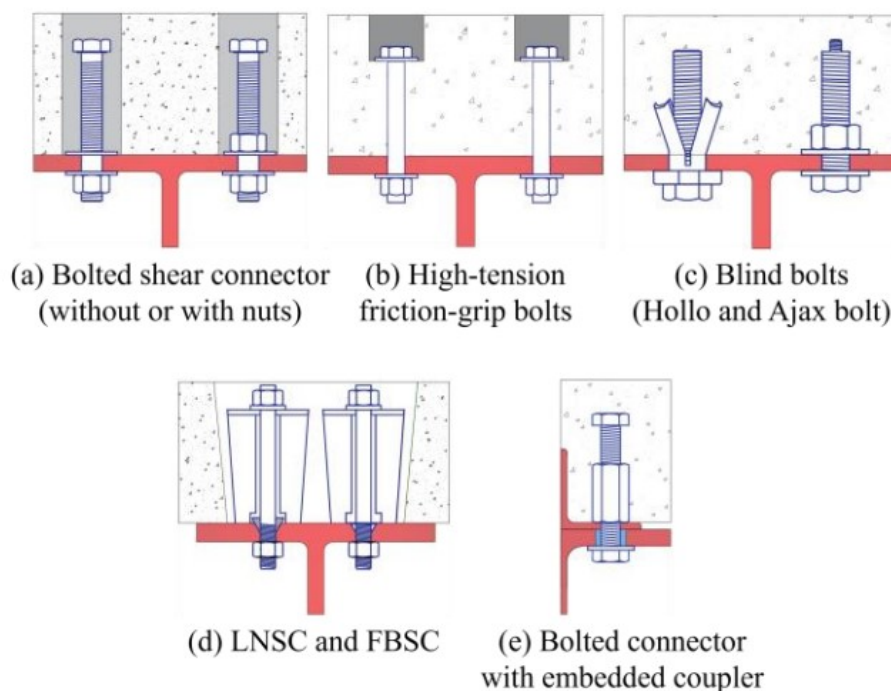 (a) Bolted shear connector
(without or with nuts)
(b) High-tension
friction-grip bolts
(c) Blind bolts
(Hollo and Ajax bolt)
(d) LNSC and FBSC
(e) Bolted connector
with embedded coupler